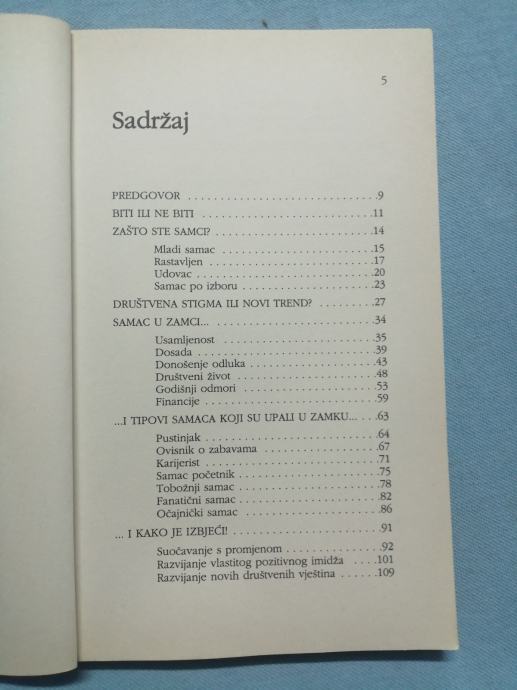 5
Sadržaj
PREDGOVOR . . . . . . . . . . . . . . . . . . . . . . . . . . . . 9
BITI ILI NE BITI . . . . . . . . . . . . . . . . . . . . . . . . . . 11
ZAŠTO STE SAMCI? . . . . . . . . . . . . . . . . . . . . . . . . 14
Mladi samac . . . . . . . . . . . . . . . . . . . . . . . . 15
Rastavljen . . . . . . . . . . . . . . . . . . . . . . . . . 17
Udovac . . . . . . . . . . . . . . . . . . . . . . . . . . . 20
Samac po izboru . . . . . . . . . . . . . . . . . . . . . 23
DRUŠTVENA STIGMA ILI NOVI TREND? . . . . . . . . . 27
SAMAC U ZAMCI... . . . . . . . . . . . . . . . . . . . . . . . . 34
Usamljenost . . . . . . . . . . . . . . . . . . . . . . . . 35
Dosada . . . . . . . . . . . . . . . . . . . . . . . . . . . 39
Donošenje odluka . . . . . . . . . . . . . . . . . . . . 43
Društveni život . . . . . . . . . . . . . . . . . . . . . . 48
Godišnji odmori . . . . . . . . . . . . . . . . . . . . . 53
Financije . . . . . . . . . . . . . . . . . . . . . . . . . . 59
...I TIPOVI SAMACA KOJI SU UPALI U ZAMKU... . . 63
Pustinjak . . . . . . . . . . . . . . . . . . . . . . . . . . 64
Ovisnik o zabavama . . . . . . . . . . . . . . . . . . 67
Karijerist . . . . . . . . . . . . . . . . . . . . . . . . . . 71
Samac početnik . . . . . . . . . . . . . . . . . . . . . 75
Tobožnji samac . . . . . . . . . . . . . . . . . . . . . 78
Fanatični samac . . . . . . . . . . . . . . . . . . . . . 82
Očajnički samac . . . . . . . . . . . . . . . . . . . . . 86
... I KAKO JE IZBJEĆI! . . . . . . . . . . . . . . . . . . . . . 91
Suočavanje s promjenom . . . . . . . . . . . . . . . 92
Razvijanje vlastitog pozitivnog imidža . . . . 101
Razvijanje novih društvenih vještina . . . . . . 109